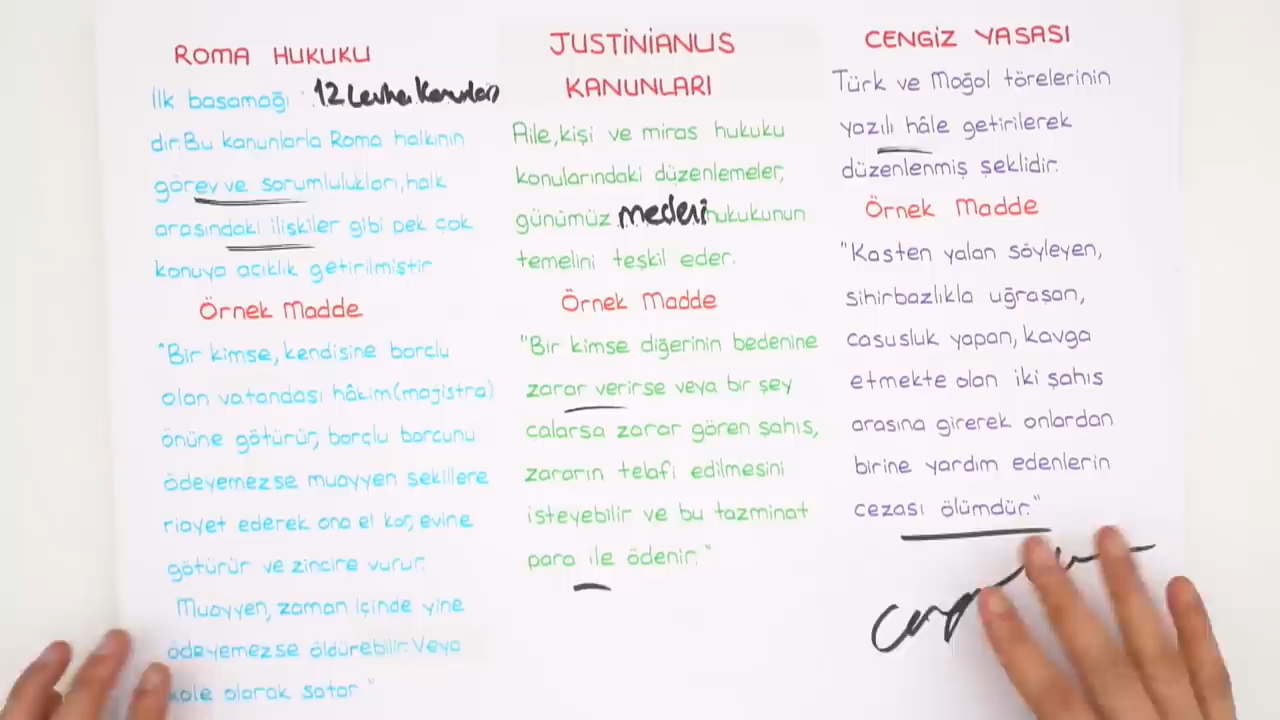 ROMA HUKUKU
İlk basamağı 12 Levha Kanunları
dır. Bu kanunlarla Roma halkının
görev ve sorumlulukları, halk
arasındaki ilişkiler gibi pek çok
konuya açıklık getirilmiştir
Örnek Madde
"Bir kimse, kendisine borçlu
olan vatandaşı hâkim (majistra)
önüne götürür, borçlu borcunu
ödeyemezse muayyen şekillere
riayet ederek ona el kor, evine
götürür ve zincire vurur.
Muayyen, zaman içinde yine
ödeyemezse öldürebilir. Veya
köle olarak satar"
JUSTİNİANUS
KANUNLARI
Aile, kişi ve miras hukuku
konularındaki düzenlemeler,
günümüz medeni hukukunun
temelini teşkil eder.
Örnek Madde
"Bir kimse diğerinin bedenine
zarar verirse veya bir şey
çalarsa zarar gören şahıs,
zararın telafi edilmesini
isteyebilir ve bu tazminat
para ile ödenir."
CENGİZ YASASI
Türk ve Moğol törelerinin
yazılı hâle getirilerek
düzenlenmiş şeklidir.
Örnek Madde
"Kasten yalan söyleyen,
sihirbazlıkla uğraşan,
casusluk yapan, kavga
etmekte olan iki şahıs
arasına girerek onlardan
birine yardım edenlerin
cezası ölümdür."